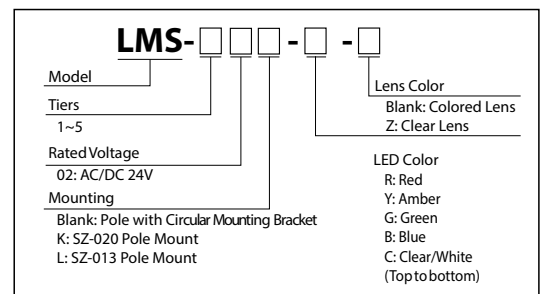 LMS-□□□-□-□
Model
Tiers
1~5
Rated Voltage
02: AC/DC 24V
Mounting
Blank: Pole with Circular Mounting Bracket
K: SZ-020 Pole Mount
L: SZ-013 Pole Mount
Lens Color
Blank: Colored Lens
Z: Clear Lens
LED Color
R: Red
Y: Amber
G: Green
B: Blue
C: Clear/White
(Top to bottom)